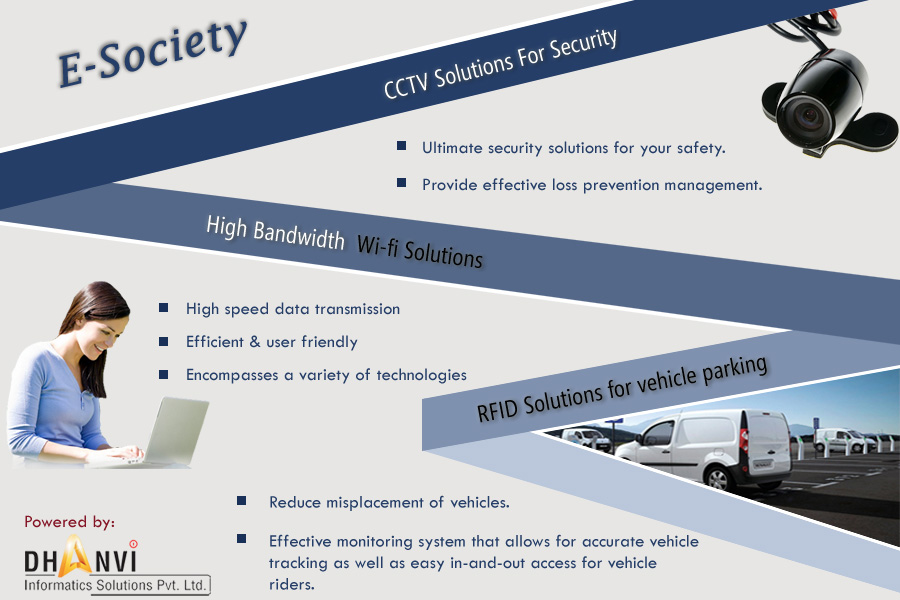 E-Society
CCTV Solutions For Security
Ultimate security solutions for your safety.
Provide effective loss prevention management.
High Bandwidth Wi-fi Solutions
High speed data transmission
Efficient & user friendly
Encompasses a variety of technologies
RFID Solutions for vehicle parking
Reduce misplacement of vehicles.
Effective monitoring system that allows for accurate vehicle
tracking as well as easy in-and-out access for vehicle
riders.
Powered by:
DHANVI
Informatics Solutions Pvt. Ltd.